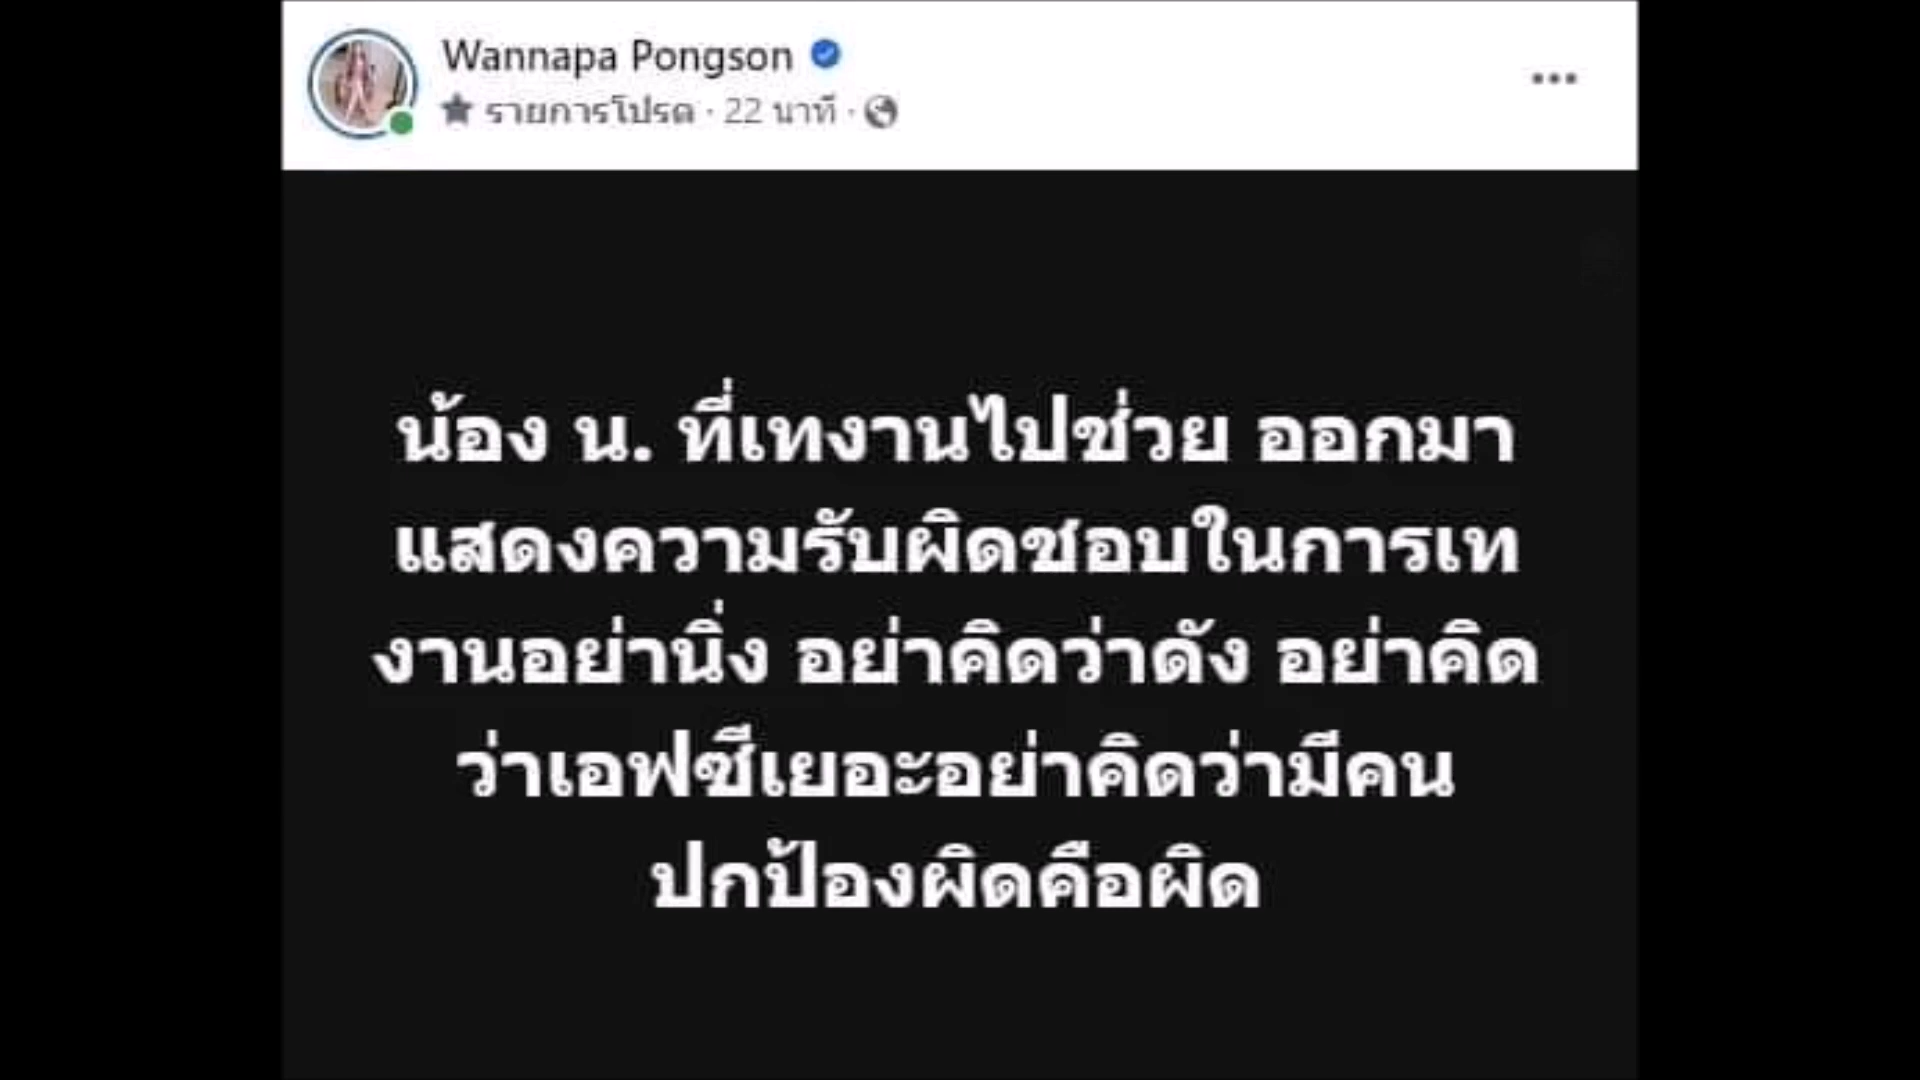 Wannapa Pongson
รายการโปรด · 22 นาที ·
น้อง น. ที่เทงานไปช่วย ออกมา
แสดงความรับผิดชอบในการเท
งานอย่านิ่ง อย่าคิดว่าดัง อย่าคิด
ว่าเอฟซีเยอะอย่าคิดว่ามีคน
ปกป้องผิดคือผิด